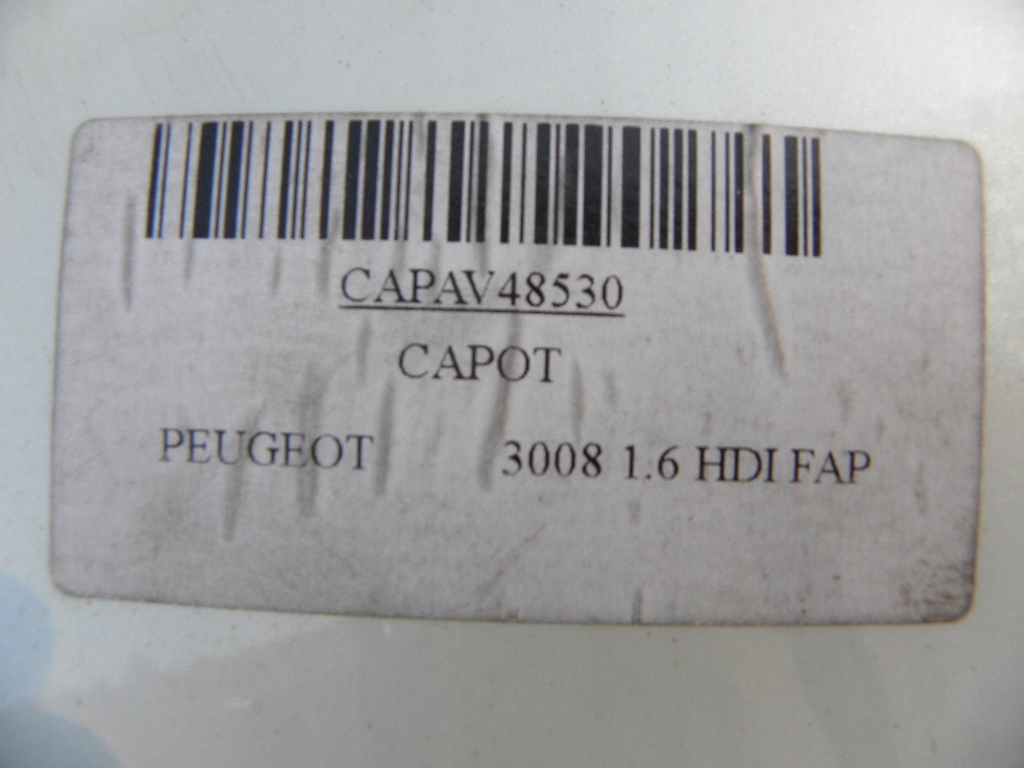 CAPAV48530
CAPOT
PEUGEOT 3008 1.6 HDI FAP